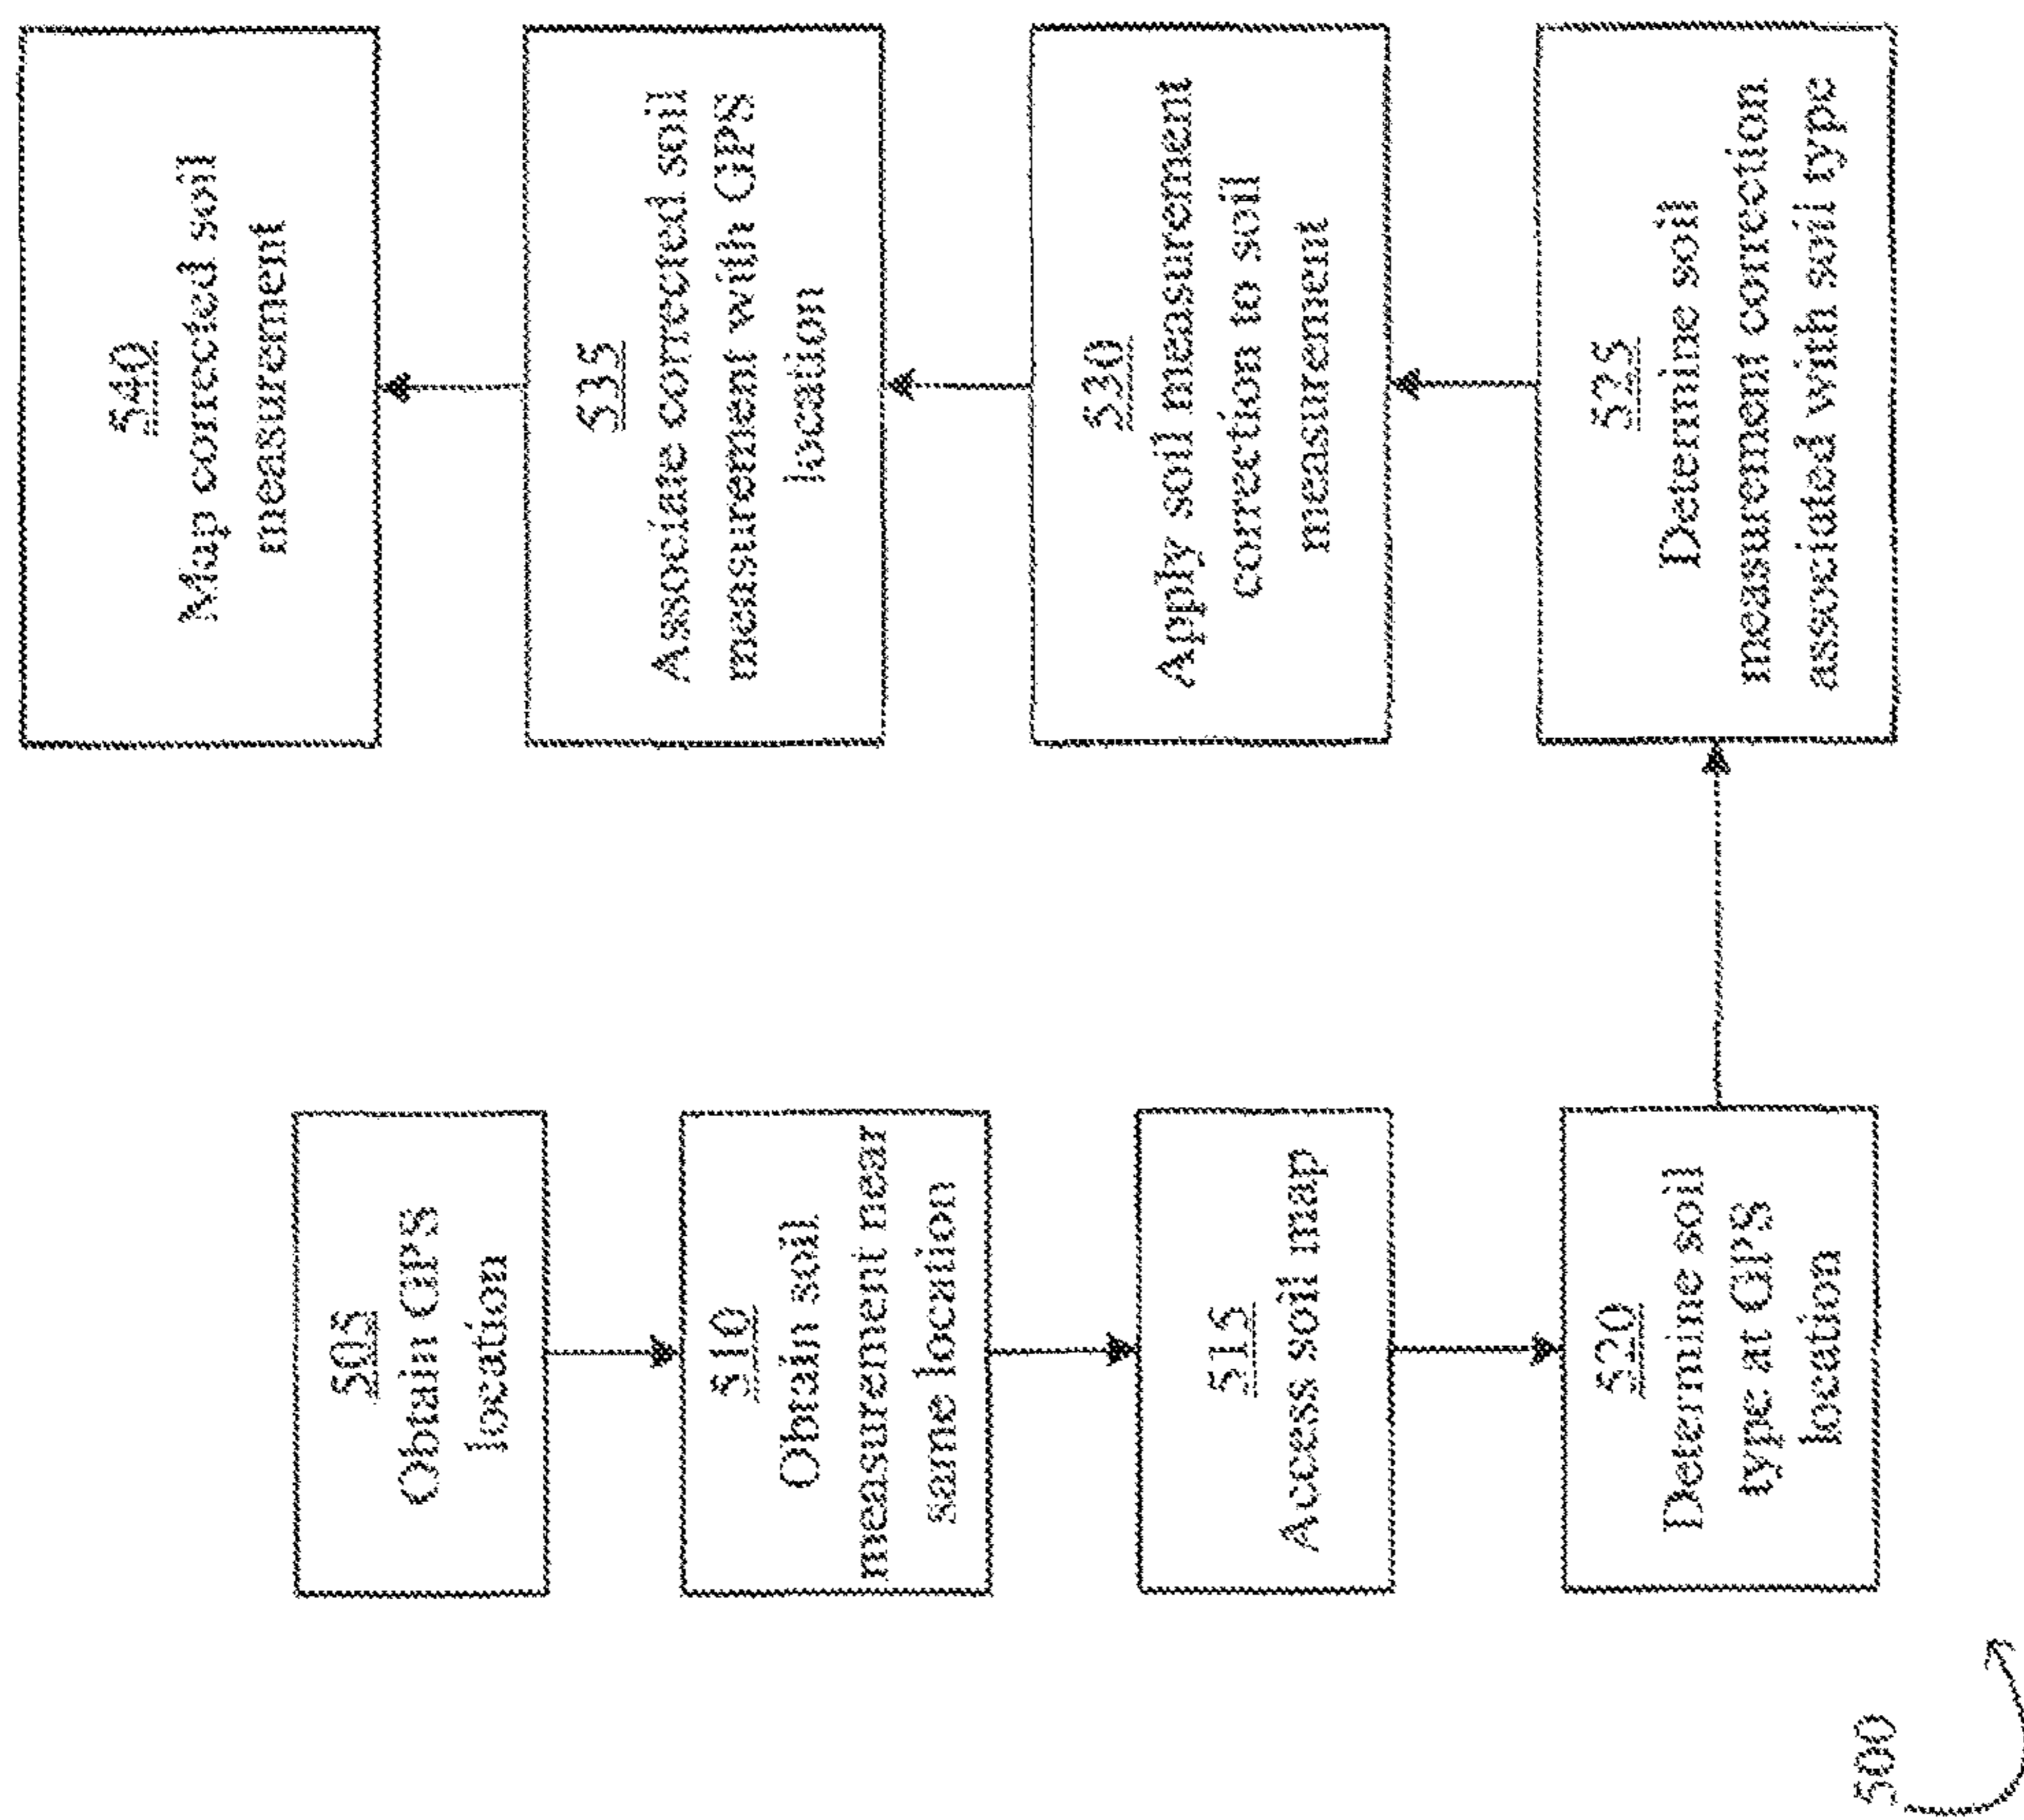 505
Obtain GPS
location
510
Obtain soil
measurement near
same location
515
Access soil map
520
Determine soil
type at GPS
location
525
Determine soil
measurement correction
associated with soil type
530
Apply soil measurement
correction to soil
measurement
535
Associate corrected soil
measurement with GPS
location
540
Map corrected soil
measurement
500